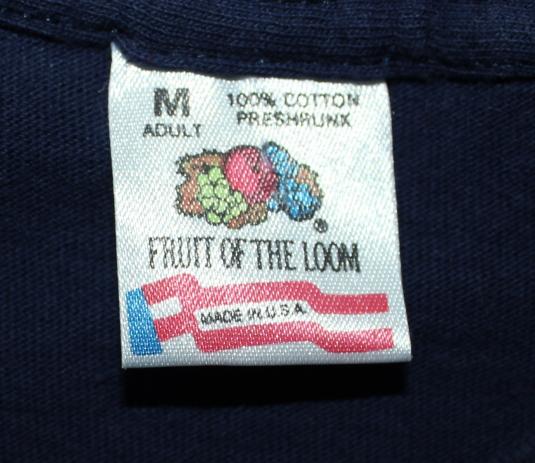 M 100% COTTON
ADULT PRESHRUNK
®
FRUIT OF THE LOOM
MADE IN U.S.A.